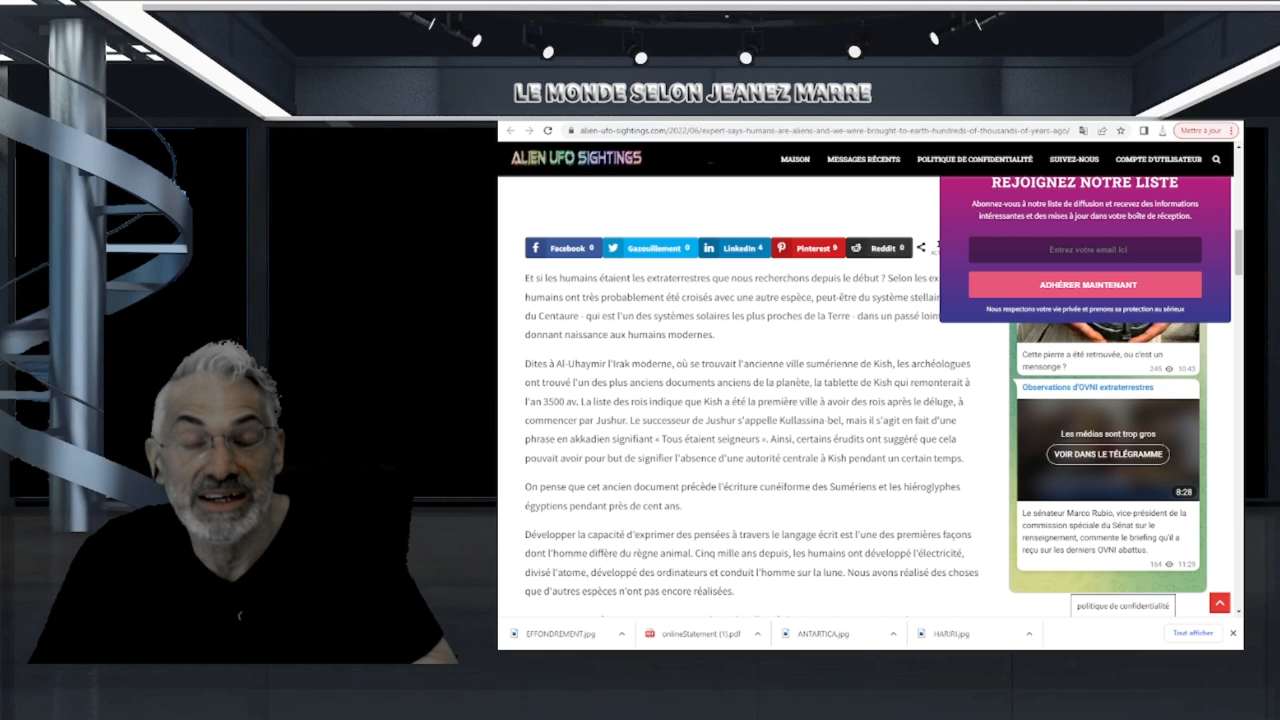 LE MONDE SELON JEANEZ MARRE
alien-ufo-sightings.com/2022/06/expert-says-humans-are-aliens-and-we-were-brought-to-earth-hundreds-of-thousands-of-years-ago/
Mettre à jour
ALIEN UFO SIGHTINGS
MAISON MESSAGES RÉCENTS POLITIQUE DE CONFIDENTIALITÉ SUIVEZ-NOUS COMPTE D'UTILISATEUR
REJOIGNEZ NOTRE LISTE
Abonnez-vous à notre liste de diffusion et recevez des informations
intéressantes et des mises à jour dans votre boîte de réception.
Entrez votre email ici
ADHÉRER MAINTENANT
Nous respectons votre vie privée et prenons sa protection au sérieux
Facebook 0 Gazouillement 0 LinkedIn 4 Pinterest 9 Reddit 0
Et si les humains étaient les extraterrestres que nous recherchons depuis le début ? Selon les ex
humains ont très probablement été croisés avec une autre espèce, peut-être du système stellair
du Centaure - qui est l'un des systèmes solaires les plus proches de la Terre - dans un passé loin
donnant naissance aux humains modernes.
Dites à Al-Uhaymir l'Irak moderne, où se trouvait l'ancienne ville sumérienne de Kish, les archéologues
ont trouvé l'un des plus anciens documents anciens de la planète, la tablette de Kish qui remonterait à
l'an 3500 av. La liste des rois indique que Kish a été la première ville à avoir des rois après le déluge, à
commencer par Jushur. Le successeur de Jushur s'appelle Kullassina-bel, mais il s'agit en fait d'une
phrase en akkadien signifiant « Tous étaient seigneurs ». Ainsi, certains érudits ont suggéré que cela
pouvait avoir pour but de signifier l'absence d'une autorité centrale à Kish pendant un certain temps.
On pense que cet ancien document précède l'écriture cunéiforme des Sumériens et les hiéroglyphes
égyptiens pendant près de cent ans.
Développer la capacité d'exprimer des pensées à travers le langage écrit est l'une des premières façons
dont l'homme diffère du règne animal. Cinq mille ans depuis, les humains ont développé l'électricité,
divisé l'atome, développé des ordinateurs et conduit l'homme sur la lune. Nous avons réalisé des choses
que d'autres espèces n'ont pas encore réalisées.
Cette pierre a été retrouvée, ou c'est un
mensonge ?
245 10:43
Observations d'OVNI extraterrestres
Les médias sont trop gros
VOIR DANS LE TÉLÉGRAMME
8:28
Le sénateur Marco Rubio, vice-président de la
commission spéciale du Sénat sur le
renseignement, commente le briefing qu'il a
reçu sur les derniers OVNI abattus.
164 11:29
politique de confidentialité
EFFONDREMENT.jpg onlineStatement (1).pdf ANTARTICA.jpg HARIRI.jpg Tout afficher